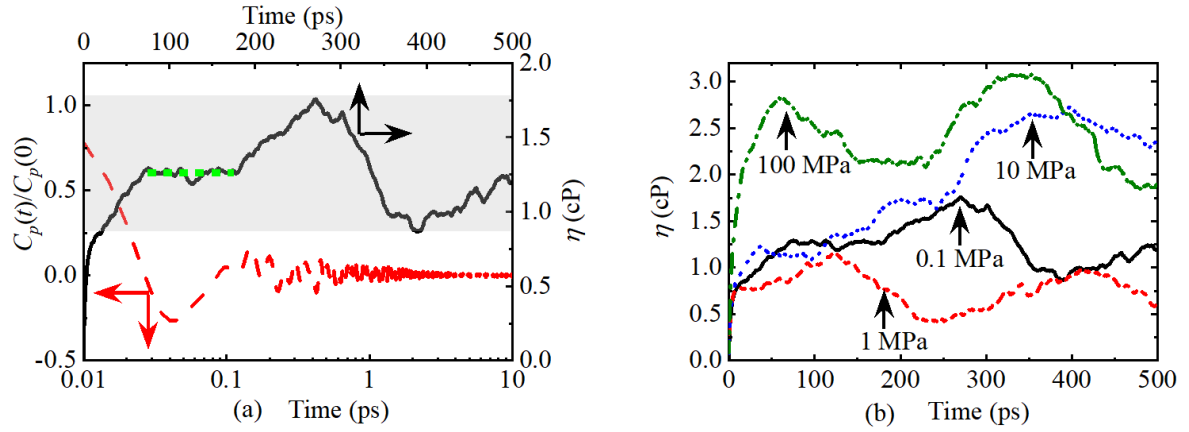 Time (ps)
0 100 200 300 400 500
C_p(t)/C_p(0)
1.0
0.5
0.0
-0.5
2.0
1.5
1.0
0.5
0.0
η (cP)
0.01 0.1 1 10
(a) Time (ps)
η (cP)
3.0
2.5
2.0
1.5
1.0
0.5
0.0
100 MPa
10 MPa
0.1 MPa
1 MPa
0 100 200 300 400 500
(b) Time (ps)